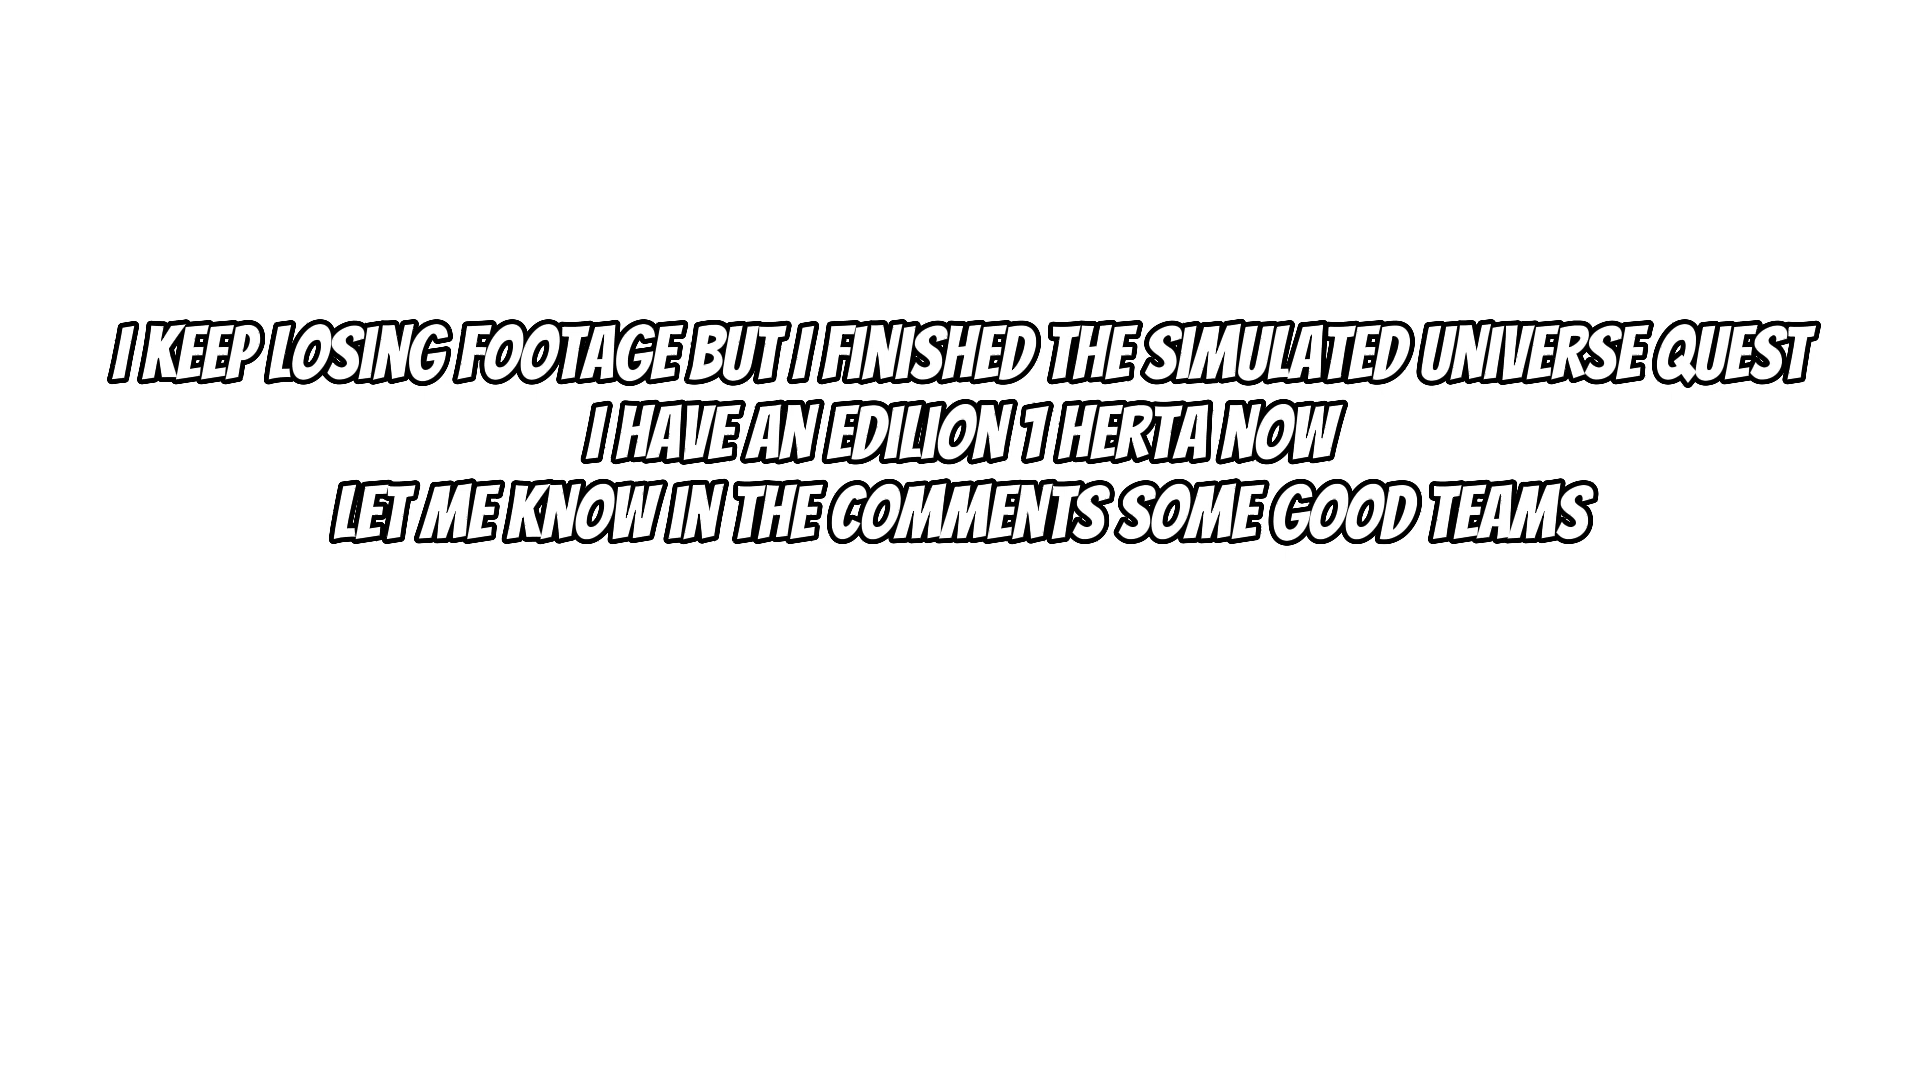 I KEEP LOSING FOOTAGE BUT I FINISHED THE SIMULATED UNIVERSE QUEST
I HAVE AN EDILION 1 HERTA NOW
LET ME KNOW IN THE COMMENTS SOME GOOD TEAMS